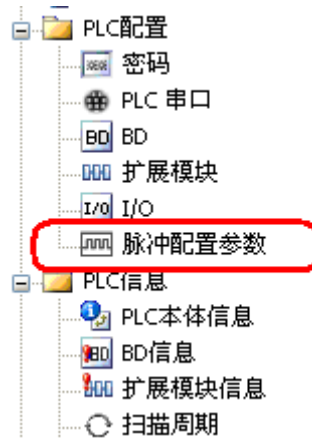 PLC配置
密码
PLC 串口
BD BD
扩展模块
I/O I/O
脉冲配置参数
PLC信息
PLC本体信息
BD BD信息
扩展模块信息
扫描周期